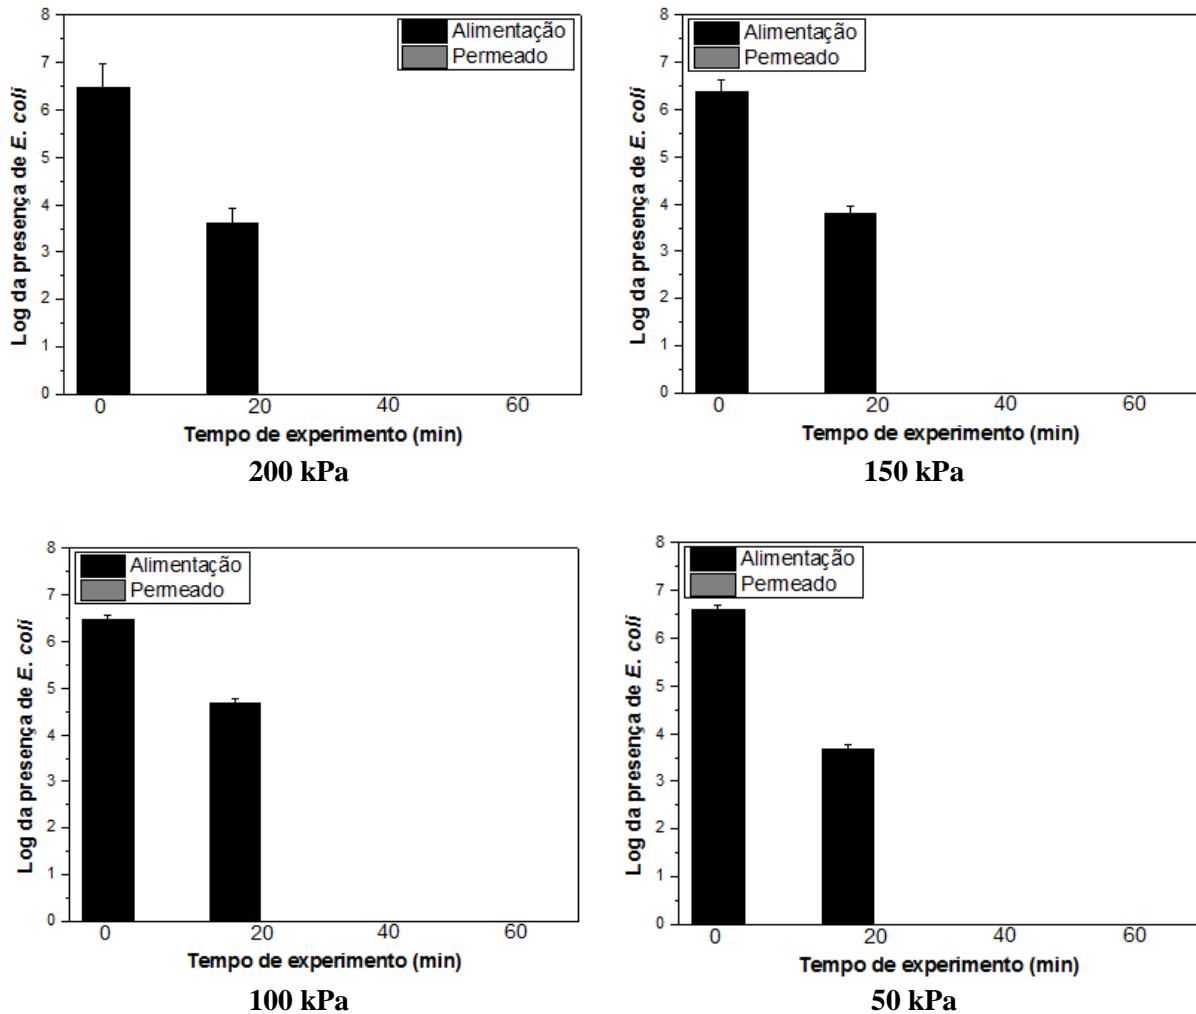 Log da presença de E. coli
8
7
6
5
4
3
2
1
0
Alimentação
Permeado
0 20 40 60
Tempo de experimento (min)
200 kPa
Log da presença de E. coli
8
7
6
5
4
3
2
1
0
Alimentação
Permeado
0 20 40 60
Tempo de experimento (min)
150 kPa
Log da presença de E. coli
8
7
6
5
4
3
2
1
0
Alimentação
Permeado
0 20 40 60
Tempo de experimento (min)
100 kPa
Log da presença de E. coli
8
7
6
5
4
3
2
1
0
Alimentação
Permeado
0 20 40 60
Tempo de experimento (min)
50 kPa